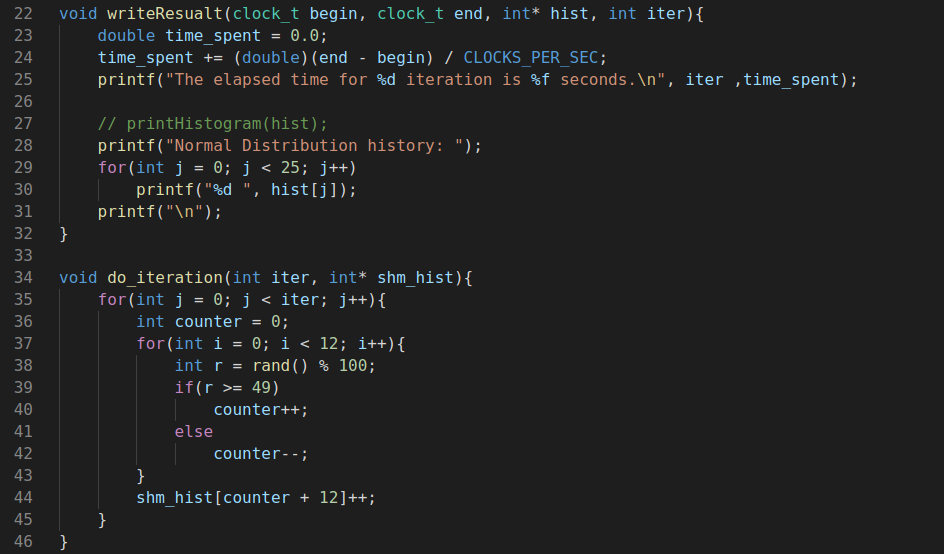 22 void writeResualt(clock_t begin, clock_t end, int* hist, int iter){
23     double time_spent = 0.0;
24     time_spent += (double)(end - begin) / CLOCKS_PER_SEC;
25     printf("The elapsed time for %d iteration is %f seconds.\n", iter ,time_spent);
26
27     // printHistogram(hist);
28     printf("Normal Distribution history: ");
29     for(int j = 0; j < 25; j++)
30         printf("%d ", hist[j]);
31     printf("\n");
32 }
33
34 void do_iteration(int iter, int* shm_hist){
35     for(int j = 0; j < iter; j++){
36         int counter = 0;
37         for(int i = 0; i < 12; i++){
38             int r = rand() % 100;
39             if(r >= 49)
40                 counter++;
41             else
42                 counter--;
43         }
44         shm_hist[counter + 12]++;
45     }
46 }